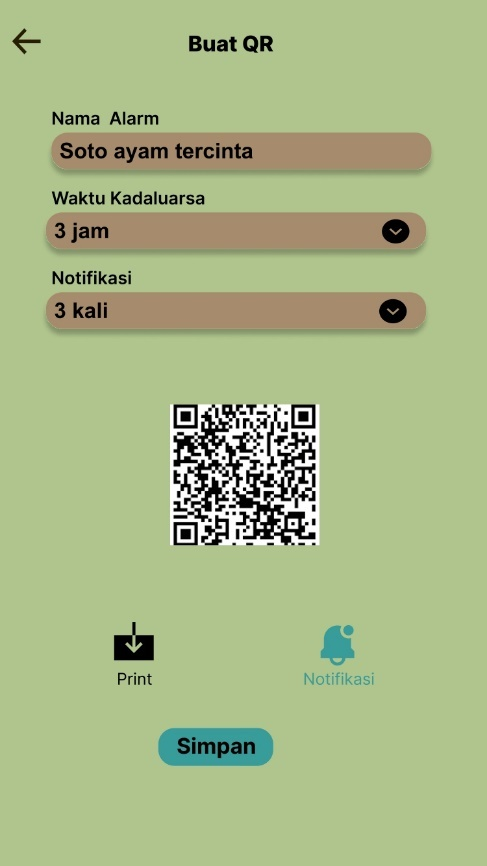 Buat QR
Nama Alarm
Soto ayam tercinta
Waktu Kadaluarsa
3 jam
Notifikasi
3 kali
Print
Notifikasi
Simpan